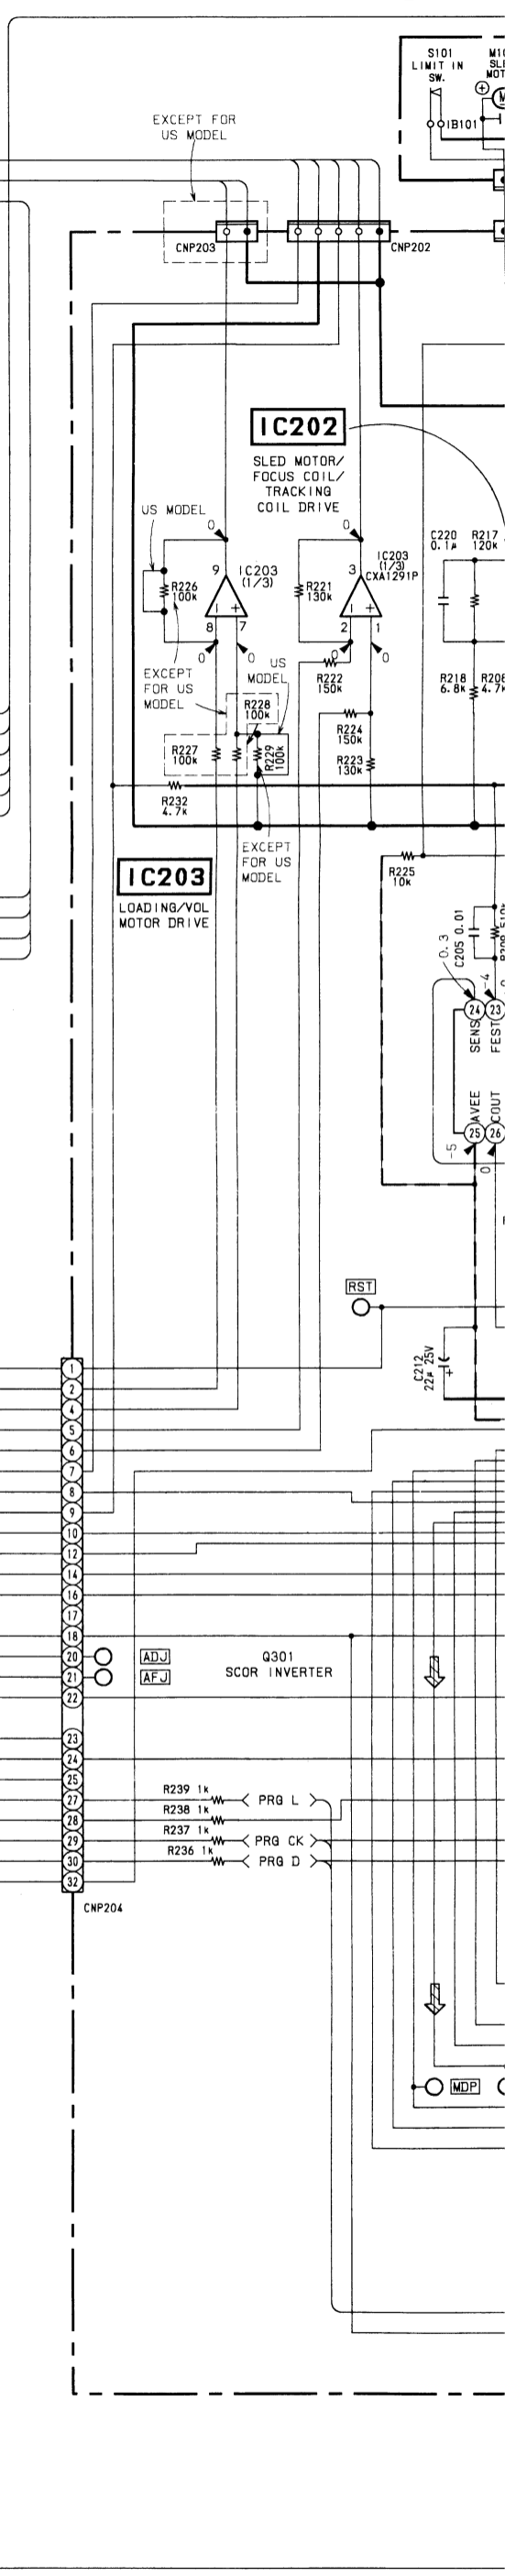 S101
LIMIT IN
SW.
IB101
EXCEPT FOR
US MODEL
CNP203
CNP202
IC202
SLED MOTOR/
FOCUS COIL/
TRACKING
COIL DRIVE
US MODEL
0
0
9
IC203
(1/3)
3
IC203
(1/3)
CXA1291P
R226
100k
R221
130k
C220
0.1µ
R217
120k
8
7
2
1
0
0
0
0
EXCEPT
FOR US
MODEL
US
MODEL
R222
150k
R218
6.8k
R228
100k
R224
150k
R227
100k
R229
100k
R223
130k
R232
4.7k
EXCEPT
FOR US
MODEL
R225
10k
IC203
LOADING/VOL
MOTOR DRIVE
C205 0.01
0.3
-4
24
23
SENS
FEST
AVEE
COUT
25
26
-5
0
RST
C212
22µ 25V
+
1
2
4
5
6
7
8
9
10
12
14
16
17
18
20
ADJ
21
AFJ
22
23
24
25
27
28
29
30
32
Q301
SCOR INVERTER
R239 1k
PRG L
R238 1k
R237 1k
PRG CK
R236 1k
PRG D
CNP204
MDP